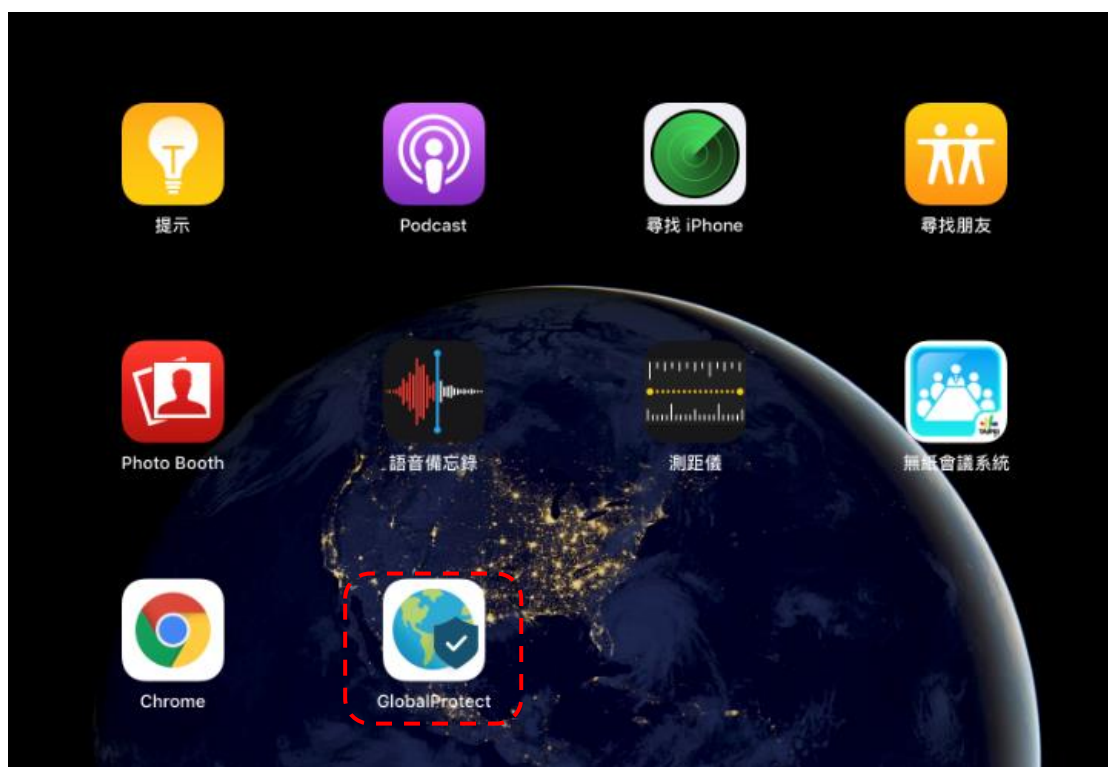 提示
Podcast
尋找 iPhone
尋找朋友
Photo Booth
語音備忘錄
測距儀
無紙會議系統
TAIPEI
Chrome
GlobalProtect